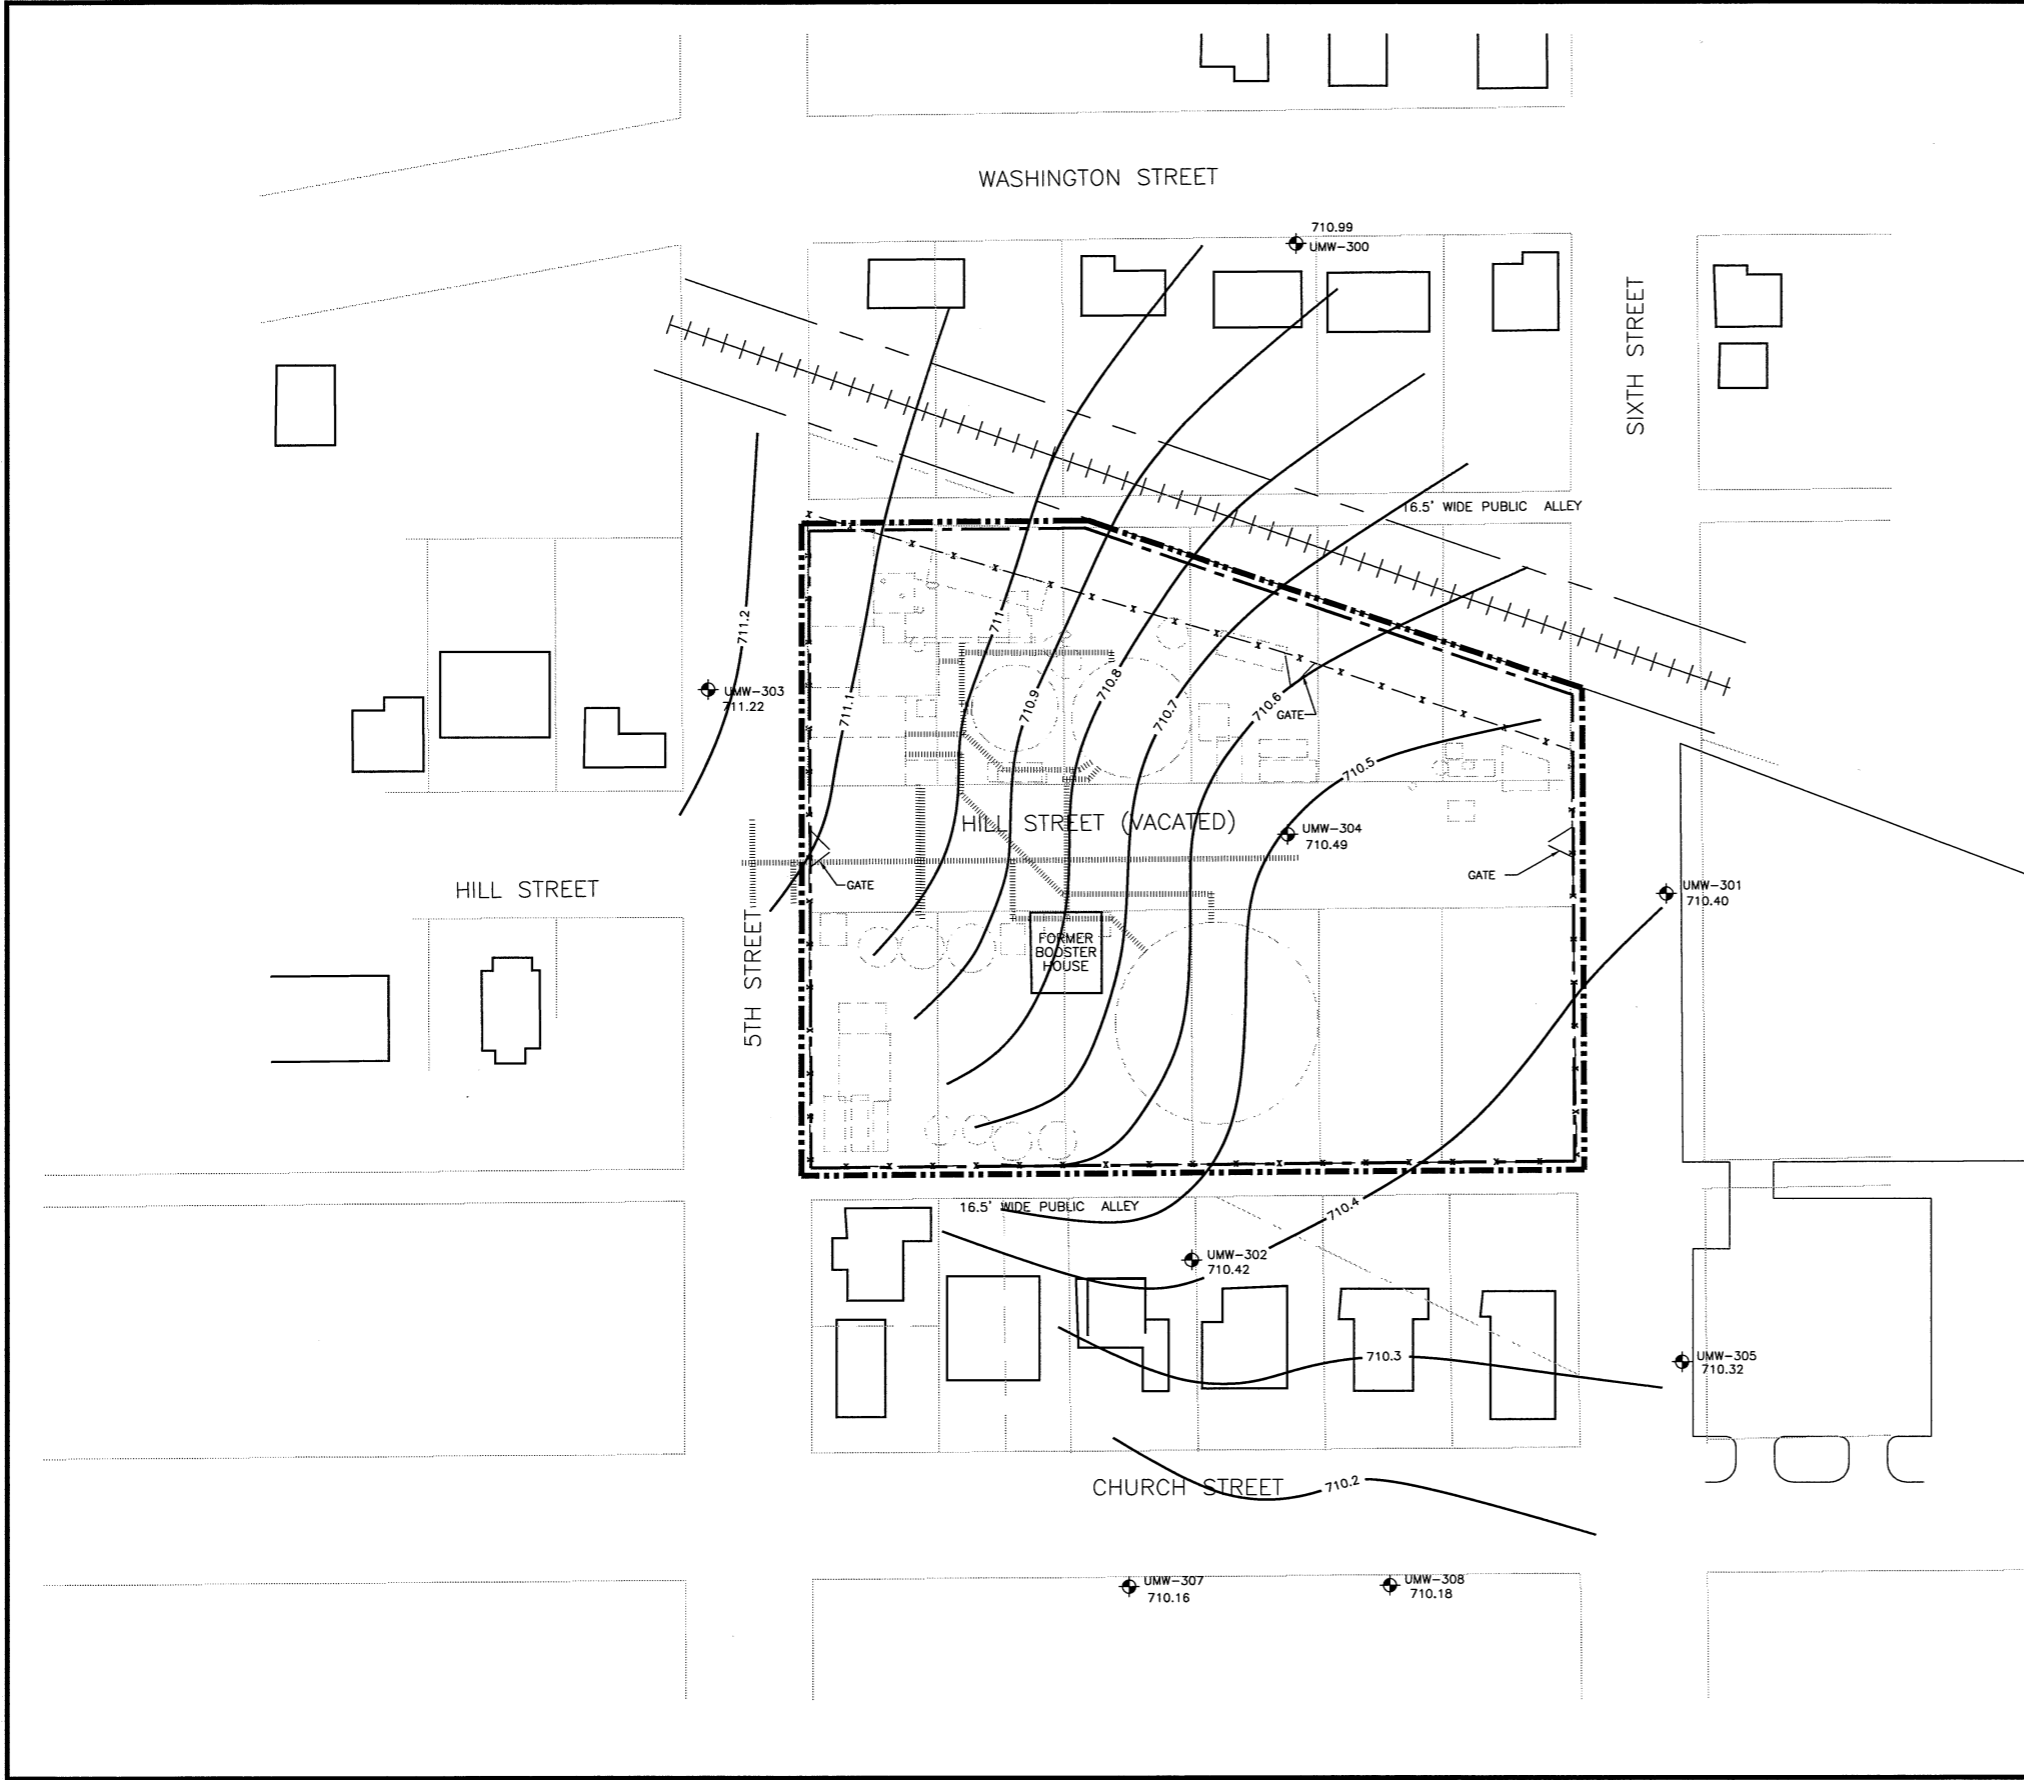 WASHINGTON STREET
710.99
UMW-300
SIXTH STREET
16.5' WIDE PUBLIC ALLEY
711.2
711
UMW-303
711.22
711.1
710.9
710.8
710.7
710.6
GATE
710.5
HILL STREET (VACATED)
UMW-304
710.49
GATE
GATE
HILL STREET
UMW-301
710.40
5TH STREET
FORMER
BOOSTER
HOUSE
16.5' WIDE PUBLIC ALLEY
710.4
UMW-302
710.42
710.3
UMW-305
710.32
CHURCH STREET
710.2
UMW-307
710.16
UMW-308
710.18